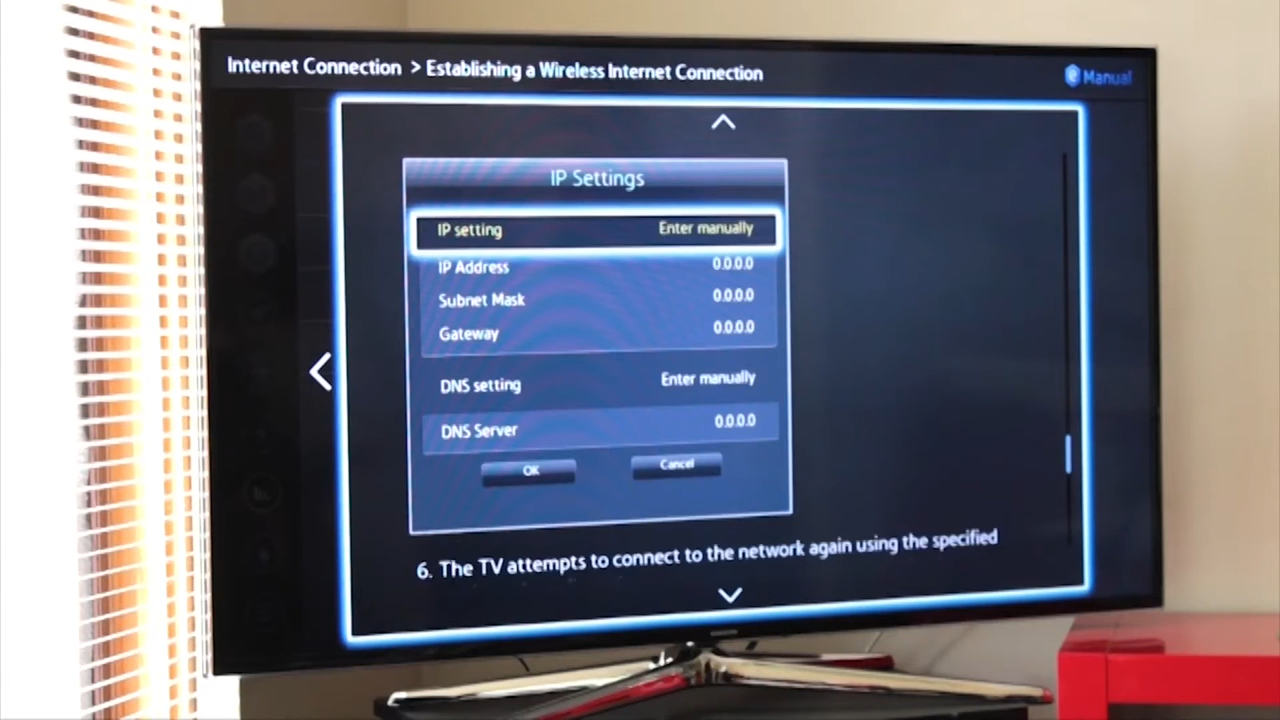 Internet Connection > Establishing a Wireless Internet Connection
e Manual
IP Settings
IP setting Enter manually
IP Address 0.0.0.0
Subnet Mask 0.0.0.0
Gateway 0.0.0.0
DNS setting Enter manually
DNS Server 0.0.0.0
OK Cancel
6. The TV attempts to connect to the network again using the specified